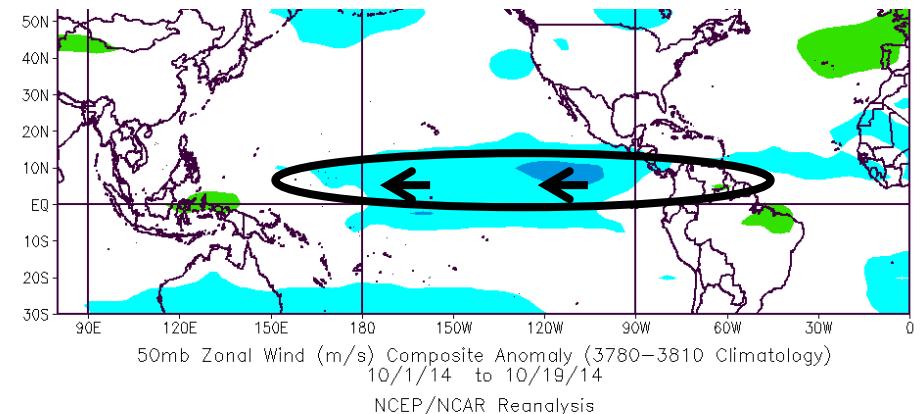 50N
40N
30N
20N
10N
EQ
10S
20S
30S
90E 120E 150E 180 150W 120W 90W 60W 30W 0
50mb Zonal Wind (m/s) Composite Anomaly (3780-3810 Climatology)
10/1/14 to 10/19/14
NCEP/NCAR Reanalysis